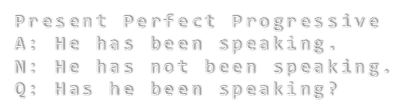 Present Perfect Progressive
A: He has been speaking.
N: He has not been speaking.
Q: Has he been speaking?